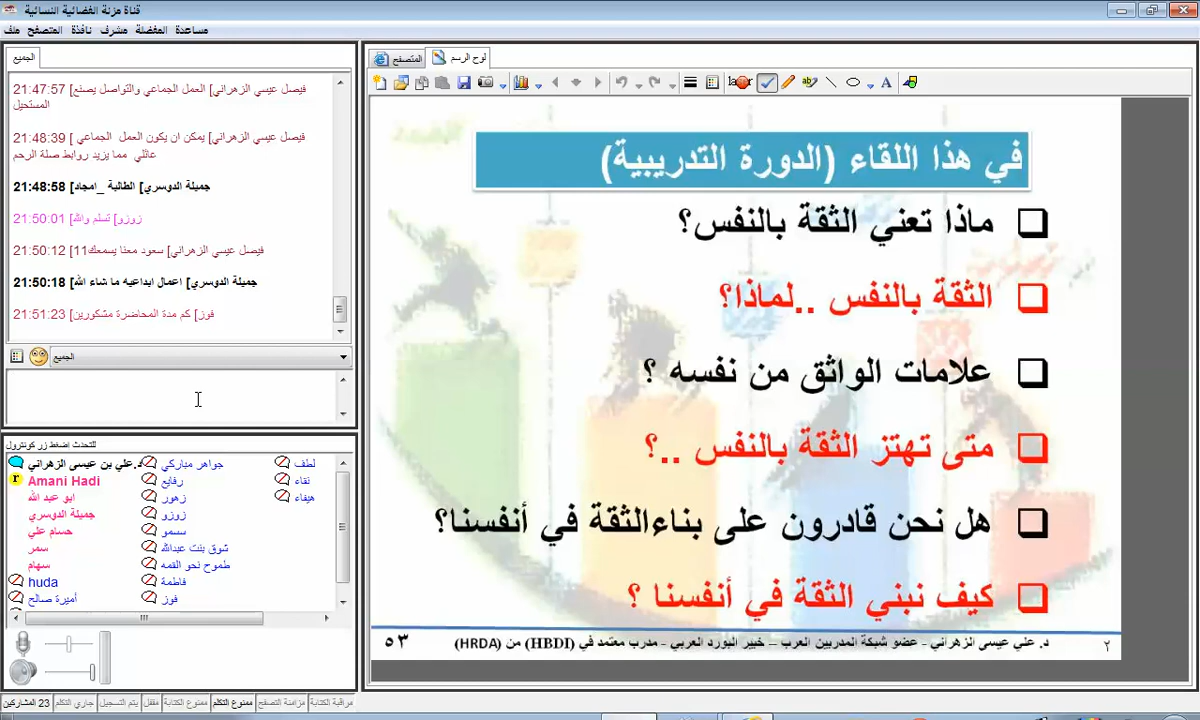 قناة مزنة الفضائية النسائية
ملف المتصفح نافذة مشرف المفضلة مساعدة
الجميع
21:47:57 [فيصل عيسي الزهراني] العمل الجماعي والتواصل يصنع
المستحيل
21:48:39 [فيصل عيسي الزهراني] يمكن ان يكون العمل الجماعي
عائلي مما يزيد روابط صلة الرحم
21:48:58 [جميلة الدوسري] الطالبة _امجاد
21:50:01 [زوزو] تسلم والله
21:50:12 [فيصل عيسي الزهراني] سعود معنا يسمعك11
21:50:18 [جميلة الدوسري] اعمال ابداعيه ما شاء الله
21:51:23 [فوز] كم مدة المحاضرة مشكورين
الجميع
للتحدث اضغط زر كونترول
د.علي بن عيسى الزهراني
Amani Hadi
ابو عبد الله
جميلة الدوسري
حسام علي
سمر
سهام
huda
أميرة صالح
جواهر مباركي
رفايع
زهور
زوزو
سسمو
شوق بنت عبدالله
طموح نحو القمه
فاطمة
فوز
لطف
نقاء
هيفاء
23 المشاركين
ممنوع التكلم
جاري التكلم
يتم التسجيل
مقفل
ممنوع الكتابة
مزامنة التصفح
مراقبة الكتابة
المتصفح
لوح الرسم
في هذا اللقاء (الدورة التدريبية)
ماذا تعني الثقة بالنفس؟
الثقة بالنفس ..لماذا؟
علامات الواثق من نفسه ؟
متى تهتز الثقة بالنفس ..؟
هل نحن قادرون على بناءالثقة في أنفسنا؟
كيف نبني الثقة في أنفسنا ؟
٢ د. علي عيسى الزهراني - عضو شبكة المدربين العرب – خبير البورد العربي - مدرب معتمد في (HBDI) من (HRDA) ٥٣